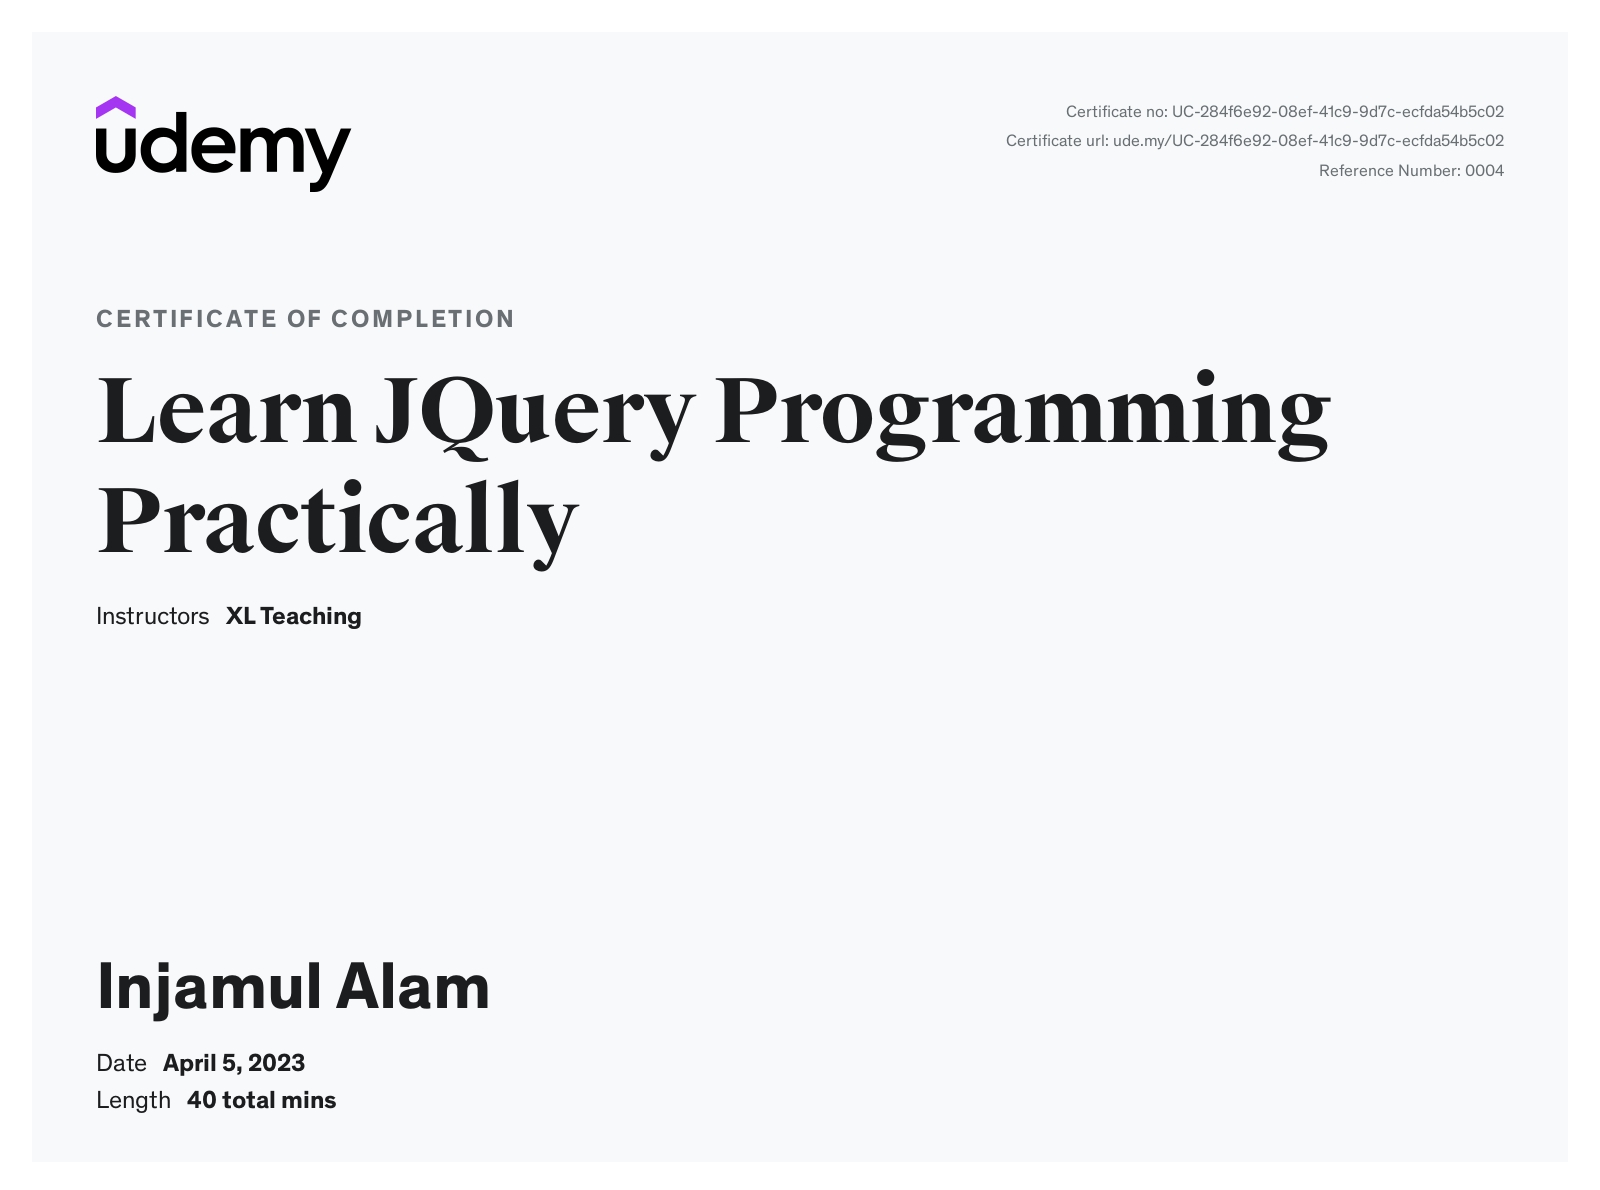 udemy
Certificate no: UC-284f6e92-08ef-41c9-9d7c-ecfda54b5c02
Certificate url: ude.my/UC-284f6e92-08ef-41c9-9d7c-ecfda54b5c02
Reference Number: 0004
CERTIFICATE OF COMPLETION
Learn JQuery Programming
Practically
Instructors XL Teaching
Injamul Alam
Date April 5, 2023
Length 40 total mins